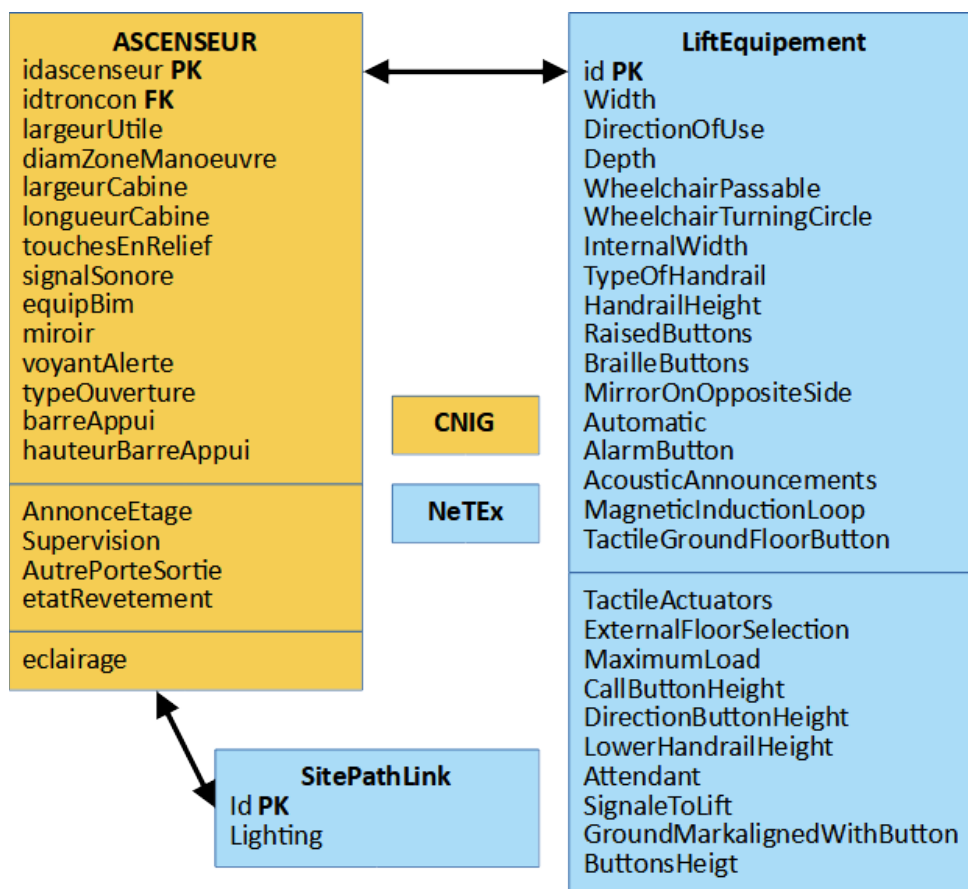 ASCENSEUR
idascenseur PK
idtroncon FK
largeurUtile
diamZoneManoeuvre
largeurCabine
longueurCabine
touchesEnRelief
signalSonore
equipBim
miroir
voyantAlerte
typeOuverture
barreAppui
hauteurBarreAppui
AnnonceEtage
Supervision
AutrePorteSortie
etatRevetement
eclairage
CNIG
NeTEx
SitePathLink
Id PK
Lighting
LiftEquipement
id PK
Width
DirectionOfUse
Depth
WheelchairPassable
WheelchairTurningCircle
InternalWidth
TypeOfHandrail
HandrailHeight
RaisedButtons
BrailleButtons
MirrorOnOppositeSide
Automatic
AlarmButton
AcousticAnnouncements
MagneticInductionLoop
TactileGroundFloorButton
TactileActuators
ExternalFloorSelection
MaximumLoad
CallButtonHeight
DirectionButtonHeight
LowerHandrailHeight
Attendant
SignaleToLift
GroundMarkalignedWithButton
ButtonsHeigt